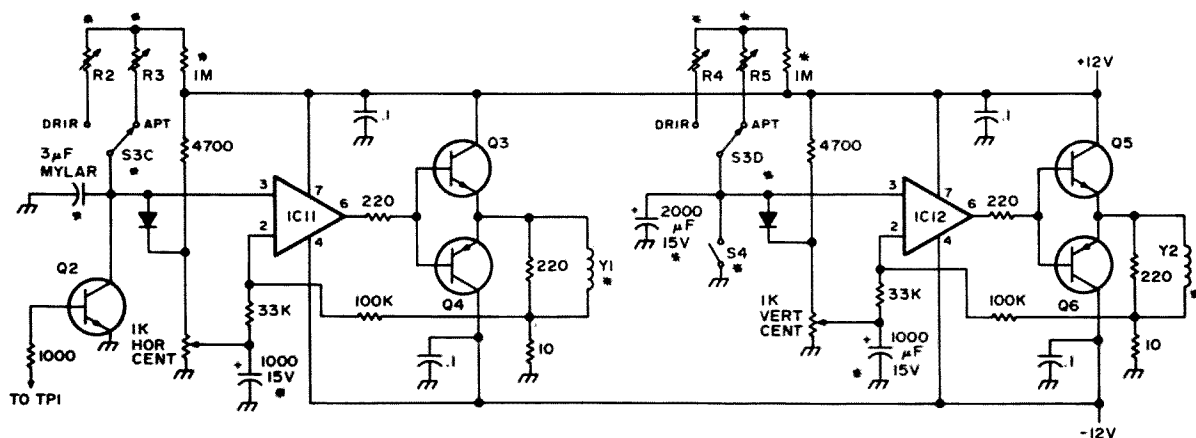 * * *
R2 R3 1M
DRIR APT
S3C *
3μF
MYLAR
*
4700
.1
3
2
7
6
4
IC11
220
Q3
Q4
220
Y1
*
Q2
1000
TO TP1
1K
HOR
CENT
33K
100K
+
1000
15V
*
.1
10
* * *
R4 R5 1M
DRIR APT
S3D
*
+
2000
μF
15V
*
S4
*
4700
.1
+12V
3
2
7
6
4
IC12
220
Q5
Q6
220
Y2
*
1K
VERT
CENT
33K
100K
+
1000
μF
15V
*
.1
10
-12V